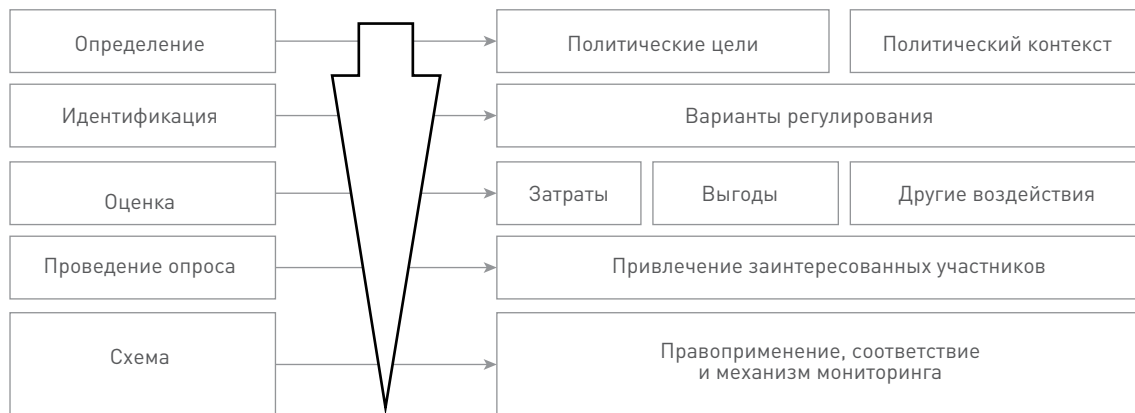 Определение
Политические цели
Политический контекст
Идентификация
Варианты регулирования
Оценка
Затраты
Выгоды
Другие воздействия
Проведение опроса
Привлечение заинтересованных участников
Схема
Правоприменение, соответствие
и механизм мониторинга